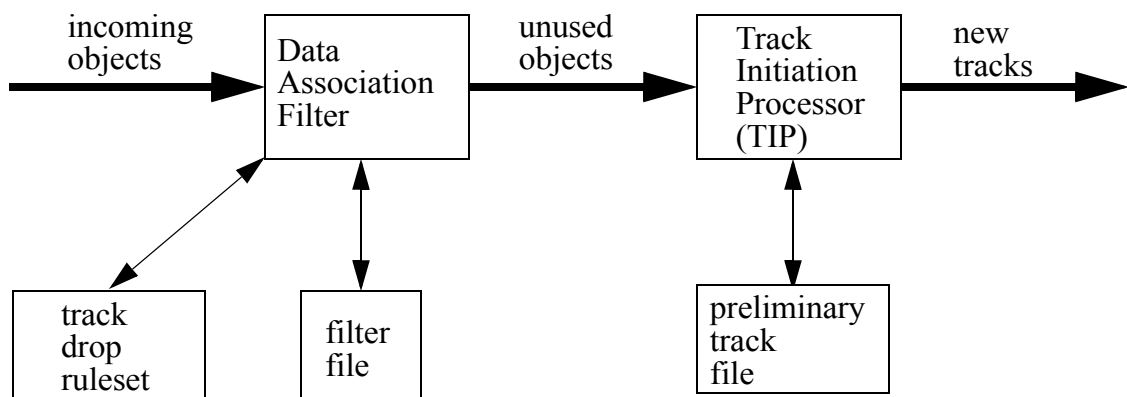 incoming
objects
Data
Association
Filter
unused
objects
Track
Initiation
Processor
(TIP)
new
tracks
track
drop
ruleset
filter
file
preliminary
track
file